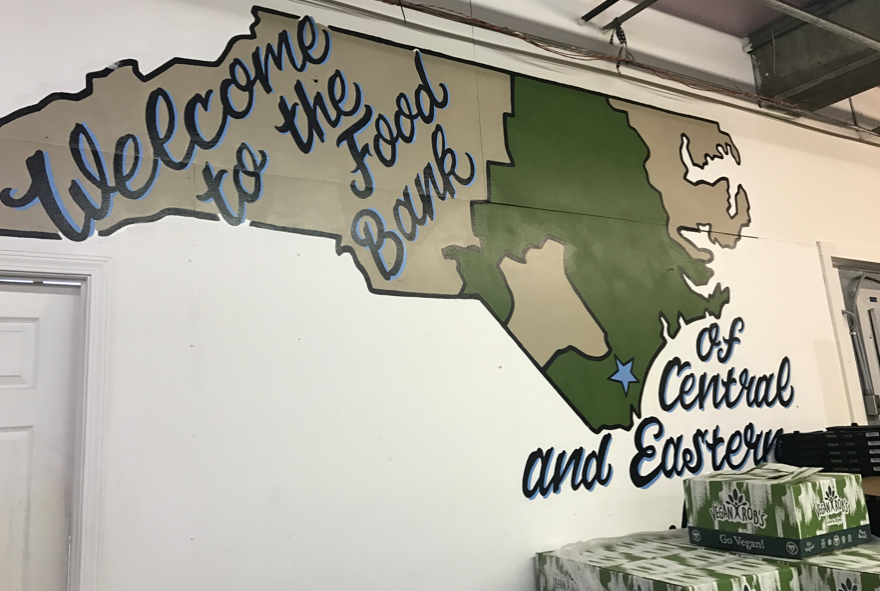 Welcome
to the
Food
Bank
of
Central
and Eastern
VEGAN ROB'S
VEGAN ROB'S
Go Vegan!